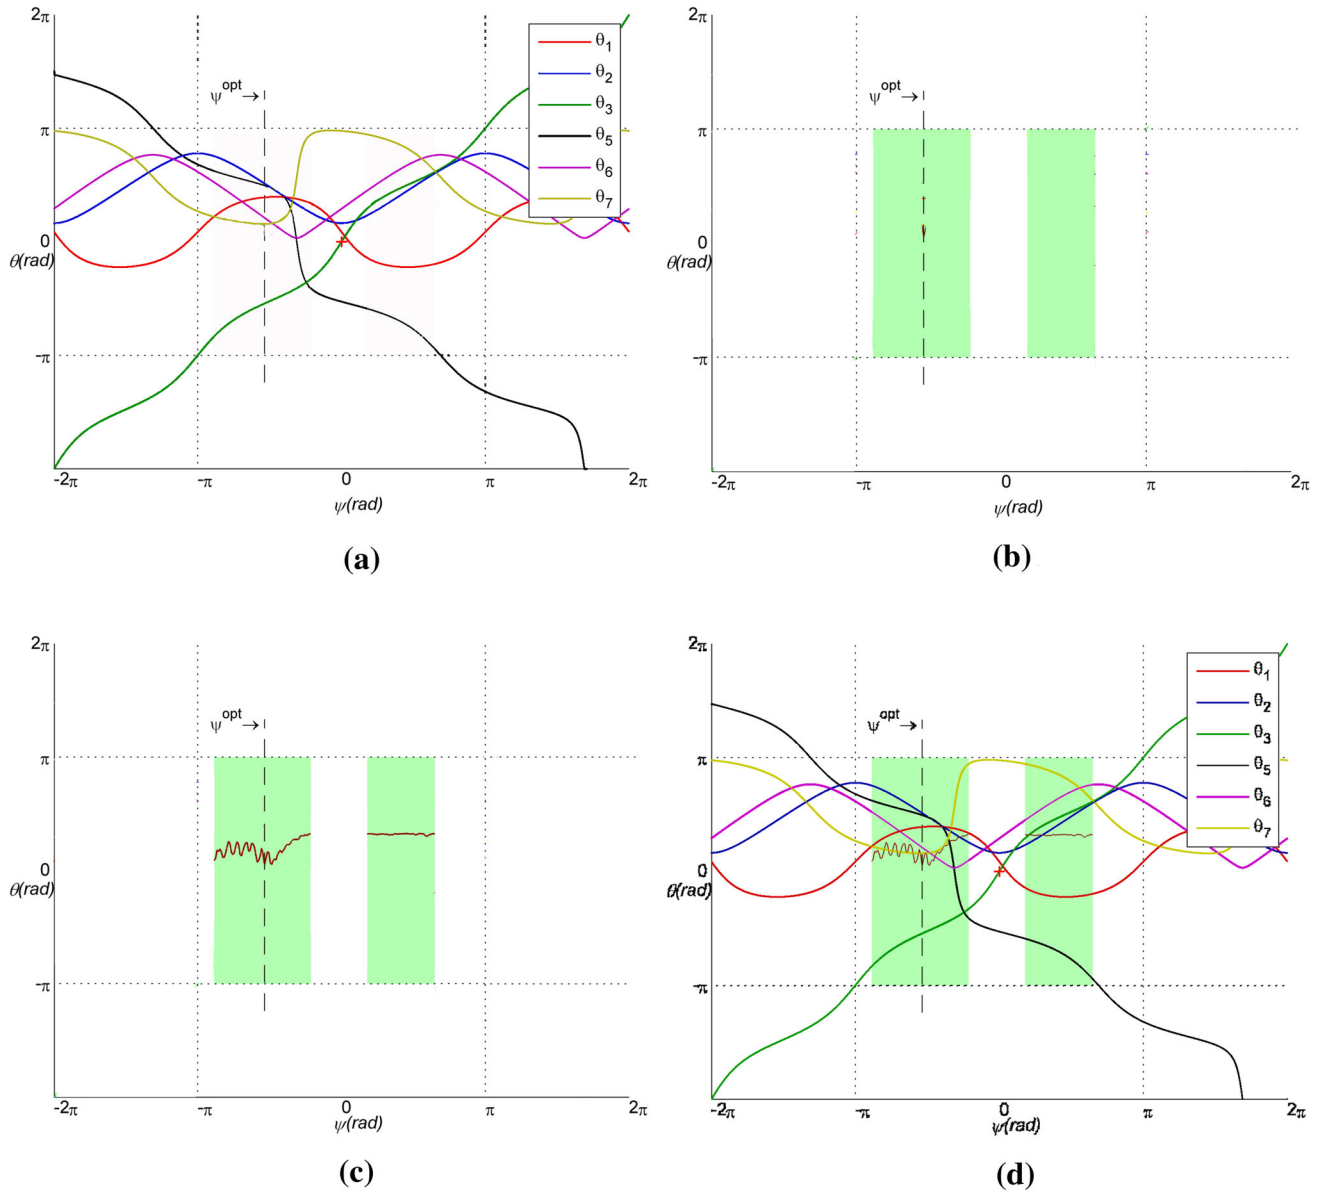 2π
θ₁
θ₂
θ₃
θ₅
θ₆
θ₇
ψᵒᵖᵗ→
π
0
θ(rad)
-π
-2π -π 0 π 2π
ψ(rad)
(a)
2π
ψᵒᵖᵗ→
π
0
θ(rad)
-π
-2π
-2π -π 0 π 2π
ψ(rad)
(b)
2π
ψᵒᵖᵗ→
π
0
θ(rad)
-π
-2π -π 0 π 2π
ψ(rad)
(c)
2π
θ₁
θ₂
θ₃
θ₅
θ₆
θ₇
ψᵒᵖᵗ→
π
0
θ(rad)
-π
-2π -π 0 π 2π
ψ(rad)
(d)